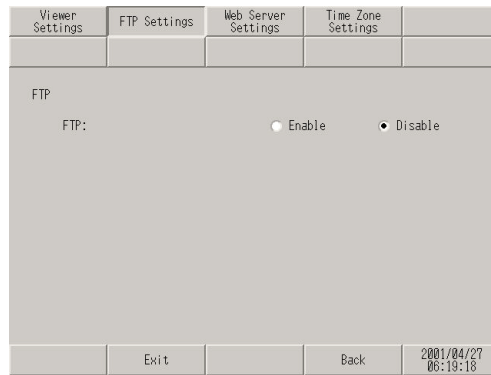 Viewer Settings
FTP Settings
Web Server Settings
Time Zone Settings
FTP
FTP: Enable Disable
Exit Back 2001/04/27
06:19:18